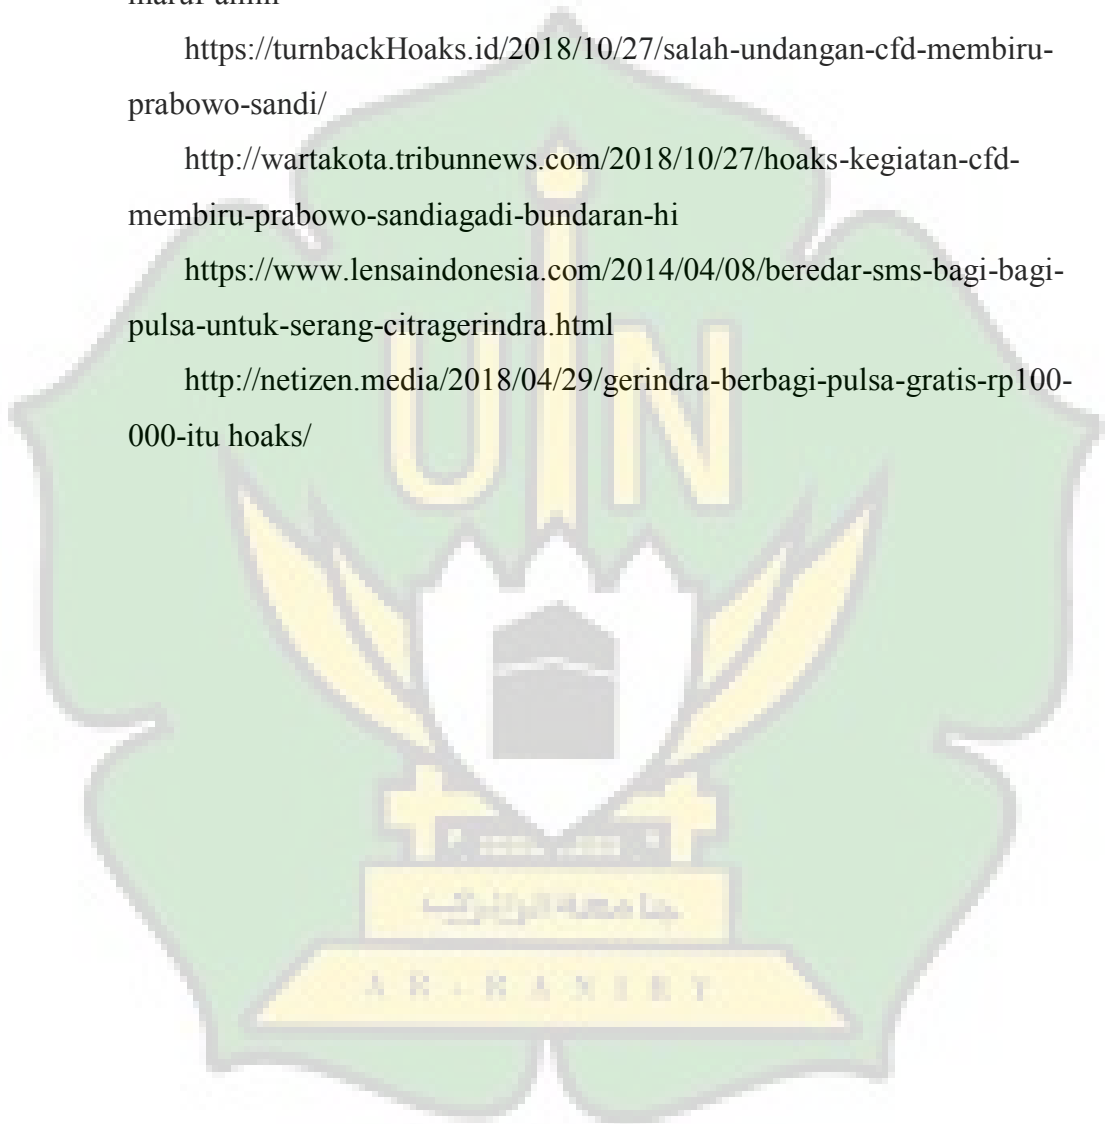 https://turnbackHoaks.id/2018/10/27/salah-undangan-cfd-membiru-
prabowo-sandi/
http://wartakota.tribunnews.com/2018/10/27/hoaks-kegiatan-cfd-
membiru-prabowo-sandiagadi-bundaran-hi
https://www.lensaindonesia.com/2014/04/08/beredar-sms-bagi-bagi-
pulsa-untuk-serang-citragerindra.html
http://netizen.media/2018/04/29/gerindra-berbagi-pulsa-gratis-rp100-
000-itu hoaks/
UIN
AR-RANIRY